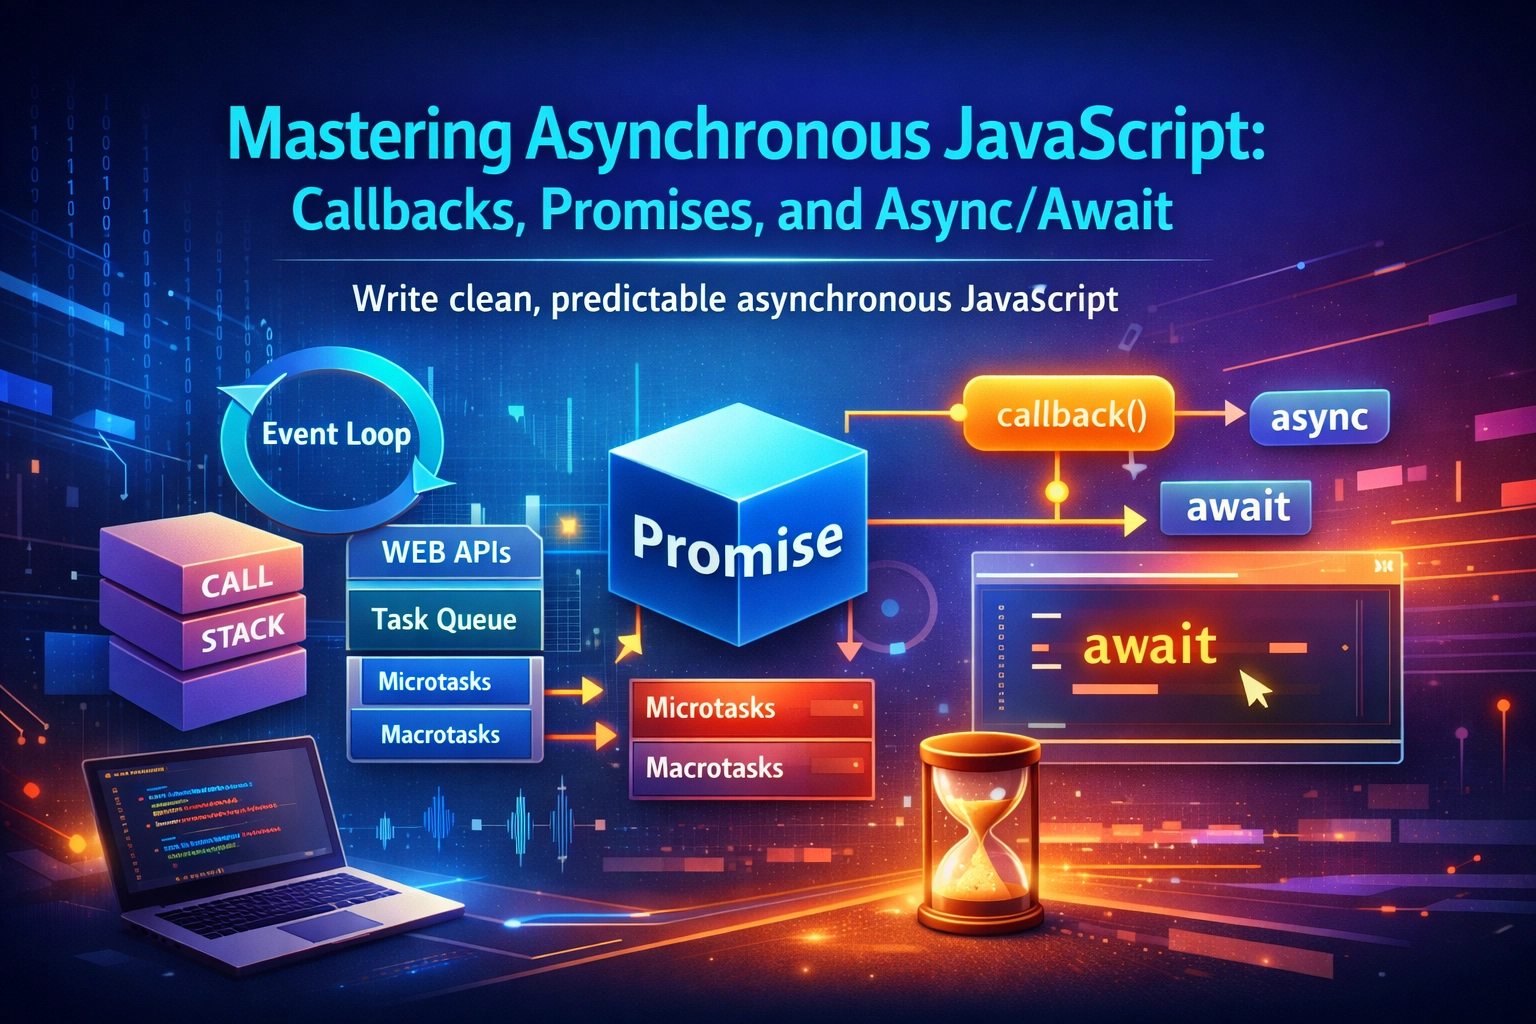 Mastering Asynchronous JavaScript:
Callbacks, Promises, and Async/Await
Write clean, predictable asynchronous JavaScript
Event Loop
CALL
STACK
WEB APIs
Task Queue
Microtasks
Macrotasks
Promise
Microtasks
Macrotasks
callback()
async
await
await